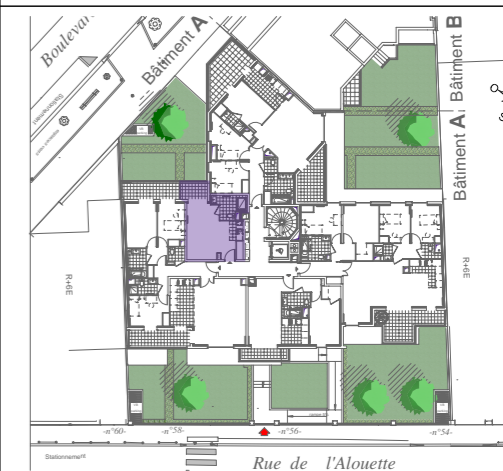 Boulevard
Bâtiment A
Bâtiment B
Bâtiment A
R+6E
R+6E
-n°60-
-n°58-
-n°56-
-n°54-
Stationnement
Rue de l'Alouette